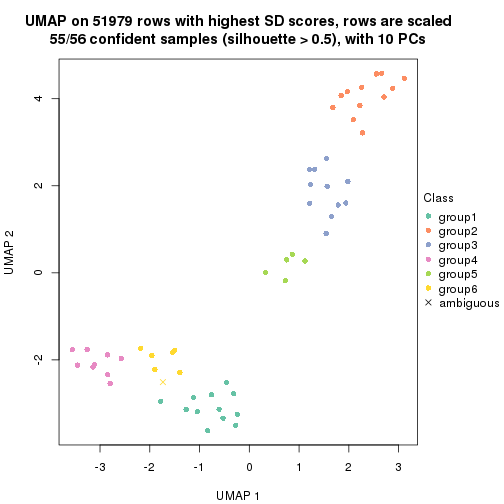 UMAP on 51979 rows with highest SD scores, rows are scaled
55/56 confident samples (silhouette > 0.5), with 10 PCs
4
2
0
-2
UMAP 2
-3
-2
-1
0
1
2
3
UMAP 1
Class
group1
group2
group3
group4
group5
group6
ambiguous